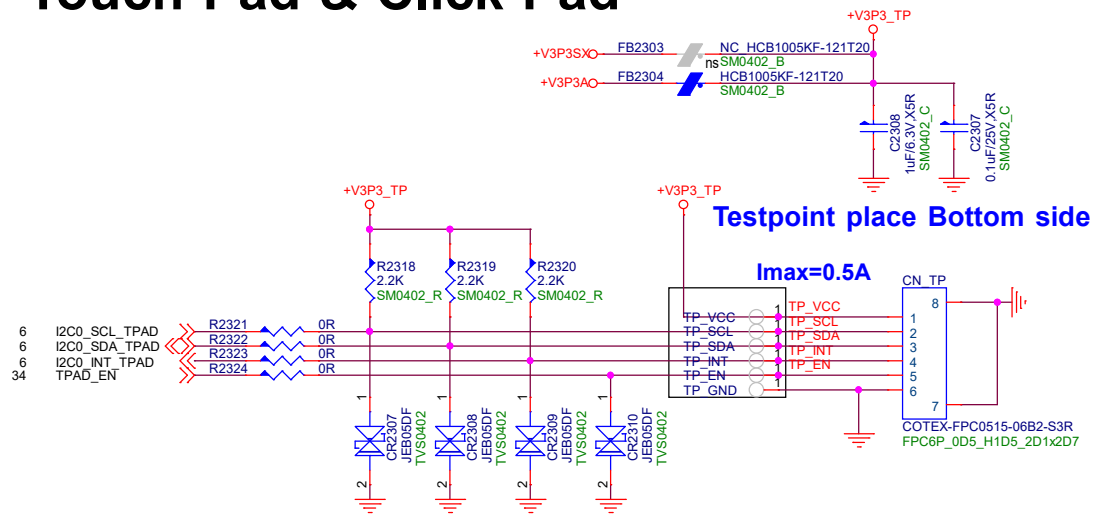 Touch Pad & Click Pad
+V3P3_TP
+V3P3SX FB2303 NC_HCB1005KF-121T20
ns SM0402_B
+V3P3A FB2304 HCB1005KF-121T20
SM0402_B
C2308
1uF/6.3V,X5R
SM0402_C
C2307
0.1uF/25V,X5R
SM0402_C
+V3P3_TP
+V3P3_TP
Testpoint place Bottom side
R2318
2.2K
SM0402_R
R2319
2.2K
SM0402_R
R2320
2.2K
SM0402_R
Imax=0.5A
CN_TP
6 I2C0_SCL_TPAD R2321 0R
6 I2C0_SDA_TPAD R2322 0R
6 I2C0_INT_TPAD R2323 0R
34 TPAD_EN R2324 0R
TP_VCC 1 TP_VCC 1
TP_SCL TP_SCL 2
TP_SDA TP_SDA 3
TP_INT TP_INT 4
TP_EN 1 TP_EN 5
TP_GND 6
8
7
COTEX-FPC0515-06B2-S3R
FPC6P_0D5_H1D5_2D1x2D7
1
CR2307
JEB05DF
TVS0402
2
1
CR2308
JEB05DF
TVS0402
2
1
CR2309
JEB05DF
TVS0402
2
1
CR2310
JEB05DF
TVS0402
2